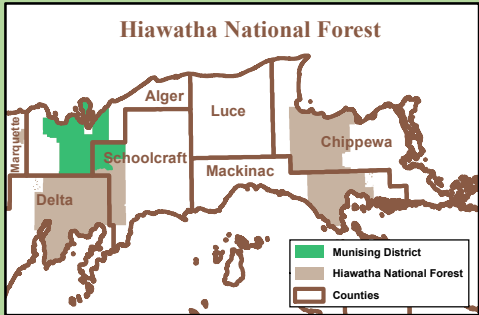 Hiawatha National Forest
Alger
Luce
Marquette
Schoolcraft
Chippewa
Mackinac
Delta
Munising District
Hiawatha National Forest
Counties